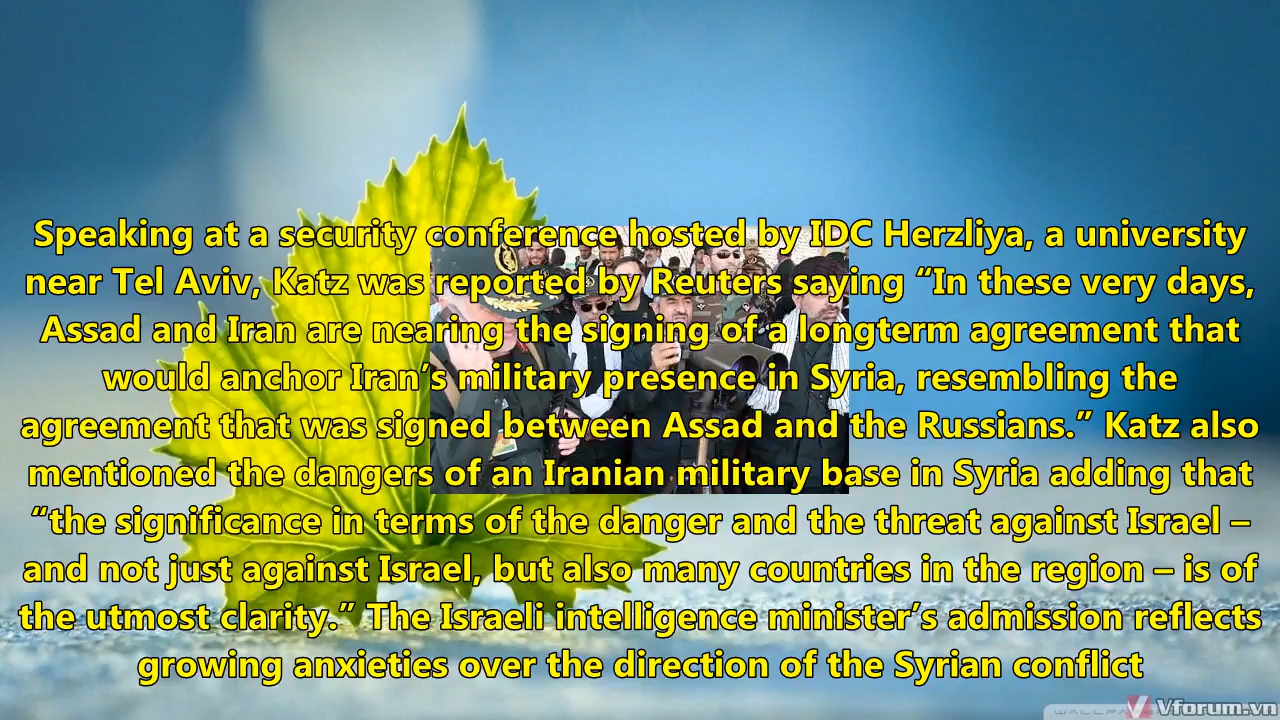 Speaking at a security conference hosted by IDC Herzliya, a university
near Tel Aviv, Katz was reported by Reuters saying “In these very days,
Assad and Iran are nearing the signing of a longterm agreement that
would anchor Iran’s military presence in Syria, resembling the
agreement that was signed between Assad and the Russians.” Katz also
mentioned the dangers of an Iranian military base in Syria adding that
“the significance in terms of the danger and the threat against Israel –
and not just against Israel, but also many countries in the region – is of
the utmost clarity.” The Israeli intelligence minister’s admission reflects
growing anxieties over the direction of the Syrian conflict
Vforum.vn